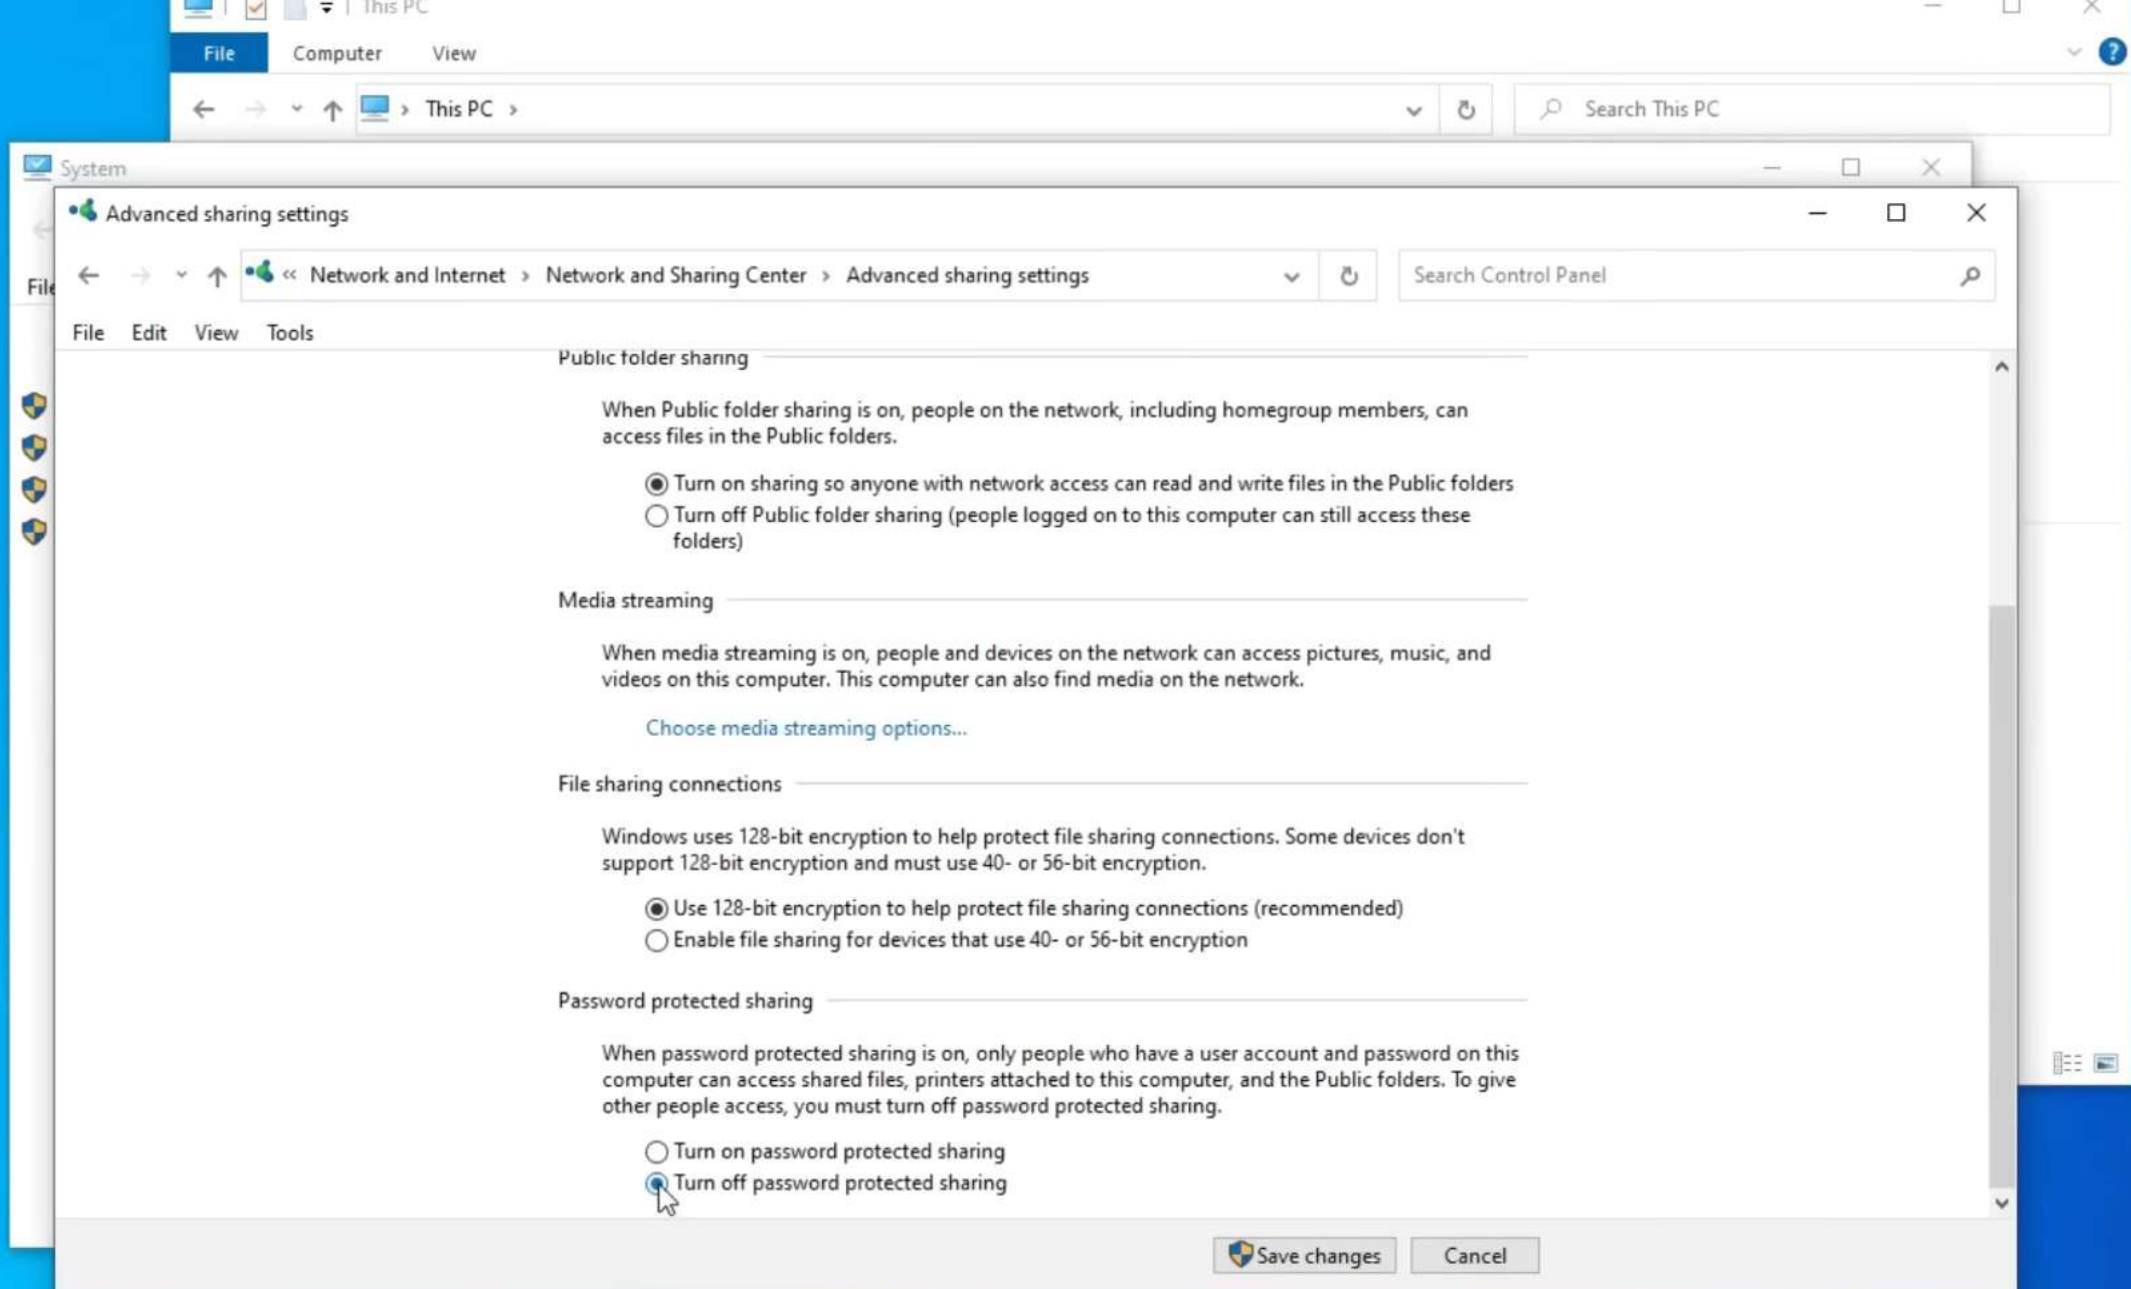 This PC
File Computer View
This PC
Search This PC
System
Advanced sharing settings
« Network and Internet › Network and Sharing Center › Advanced sharing settings
Search Control Panel
File
File Edit View Tools
Public folder sharing
When Public folder sharing is on, people on the network, including homegroup members, can
access files in the Public folders.
Turn on sharing so anyone with network access can read and write files in the Public folders
Turn off Public folder sharing (people logged on to this computer can still access these
folders)
Media streaming
When media streaming is on, people and devices on the network can access pictures, music, and
videos on this computer. This computer can also find media on the network.
Choose media streaming options...
File sharing connections
Windows uses 128-bit encryption to help protect file sharing connections. Some devices don't
support 128-bit encryption and must use 40- or 56-bit encryption.
Use 128-bit encryption to help protect file sharing connections (recommended)
Enable file sharing for devices that use 40- or 56-bit encryption
Password protected sharing
When password protected sharing is on, only people who have a user account and password on this
computer can access shared files, printers attached to this computer, and the Public folders. To give
other people access, you must turn off password protected sharing.
Turn on password protected sharing
Turn off password protected sharing
Save changes Cancel